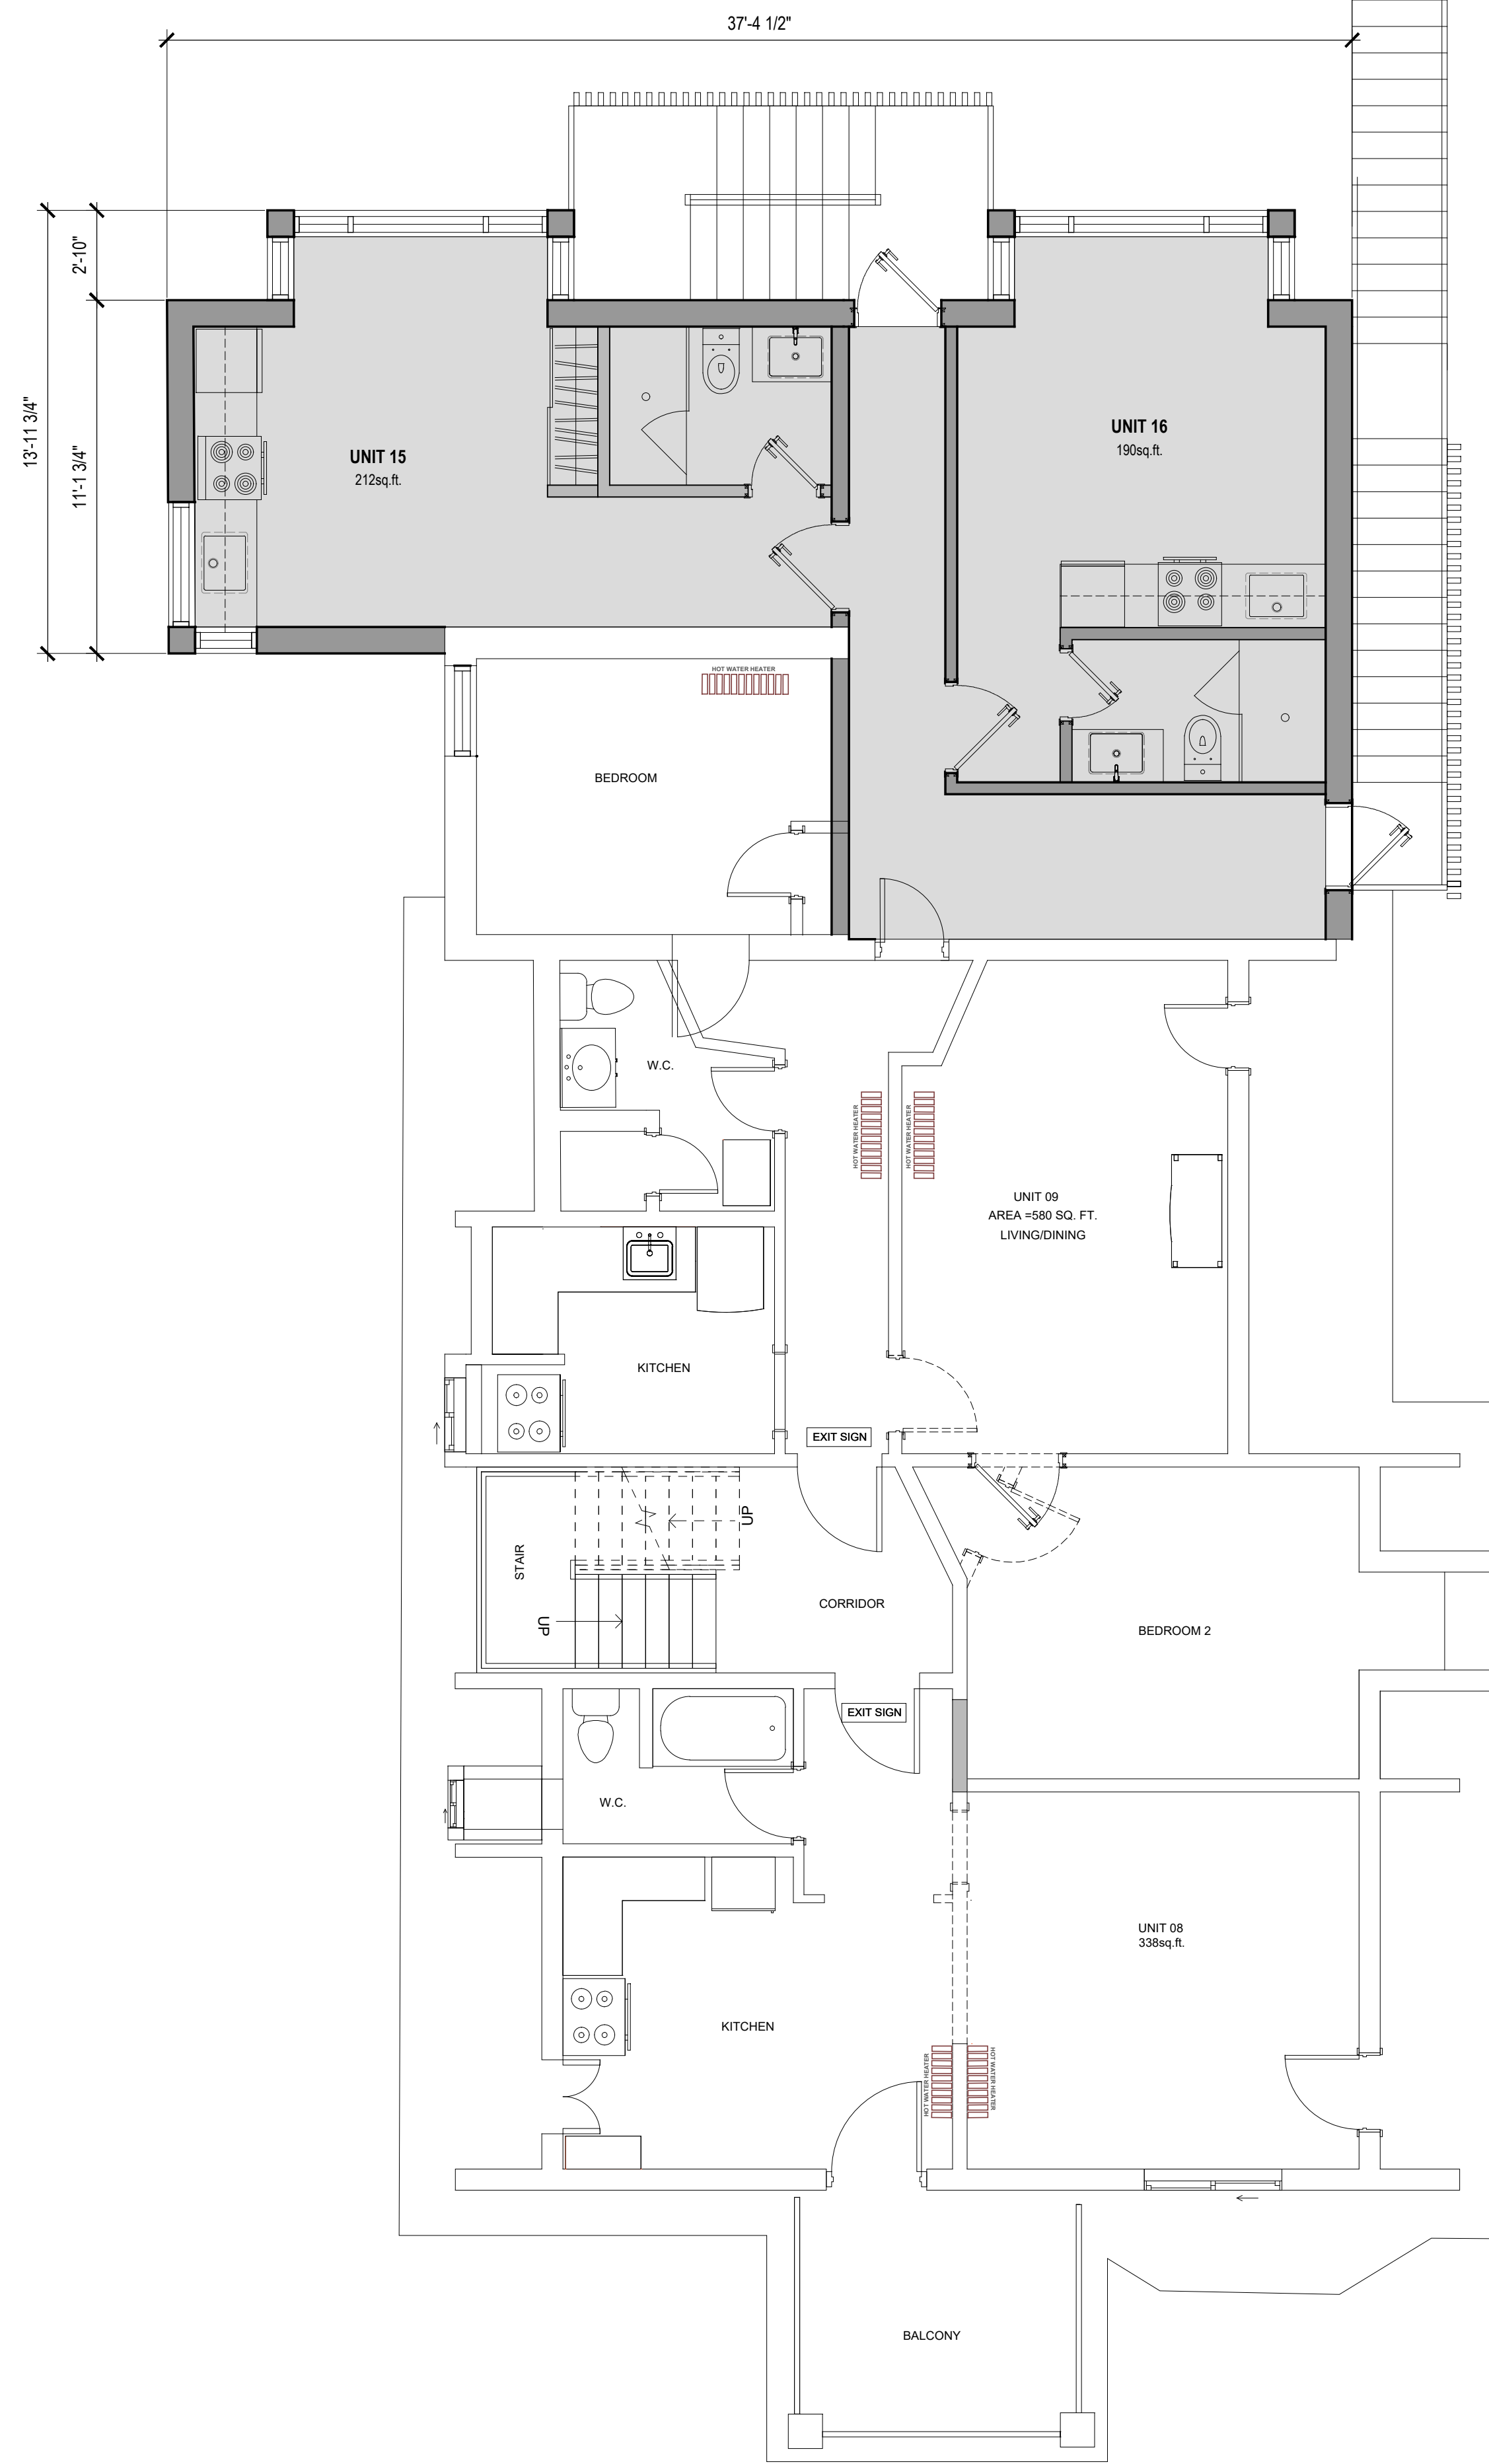 37'-4 1/2"
2'-10"
13'-11 3/4"
11'-1 3/4"
UNIT 15
212sq.ft.
UNIT 16
190sq.ft.
HOT WATER HEATER
BEDROOM
W.C.
HOT WATER HEATER
HOT WATER HEATER
UNIT 09
AREA =580 SQ. FT.
LIVING/DINING
KITCHEN
EXIT SIGN
UP
STAIR
UP
CORRIDOR
BEDROOM 2
EXIT SIGN
W.C.
UNIT 08
338sq.ft.
KITCHEN
HOT WATER HEATER
HOT WATER HEATER
BALCONY